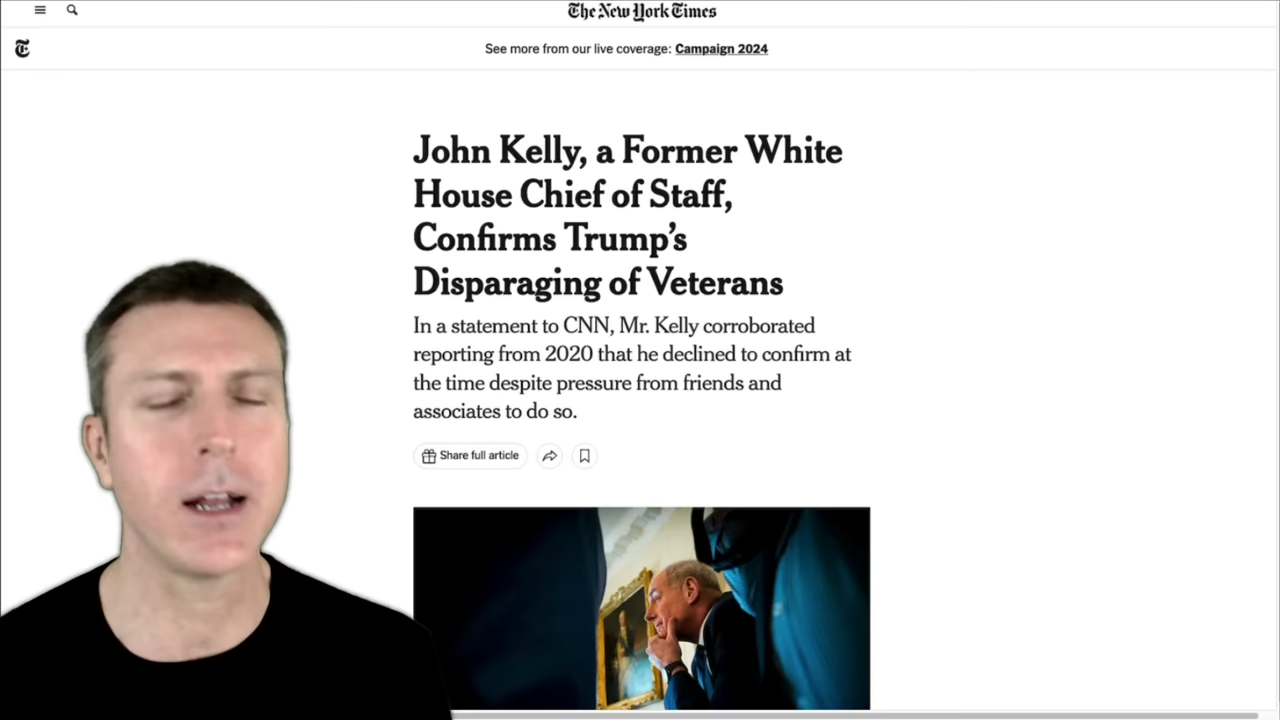 The New York Times
T
See more from our live coverage: Campaign 2024
John Kelly, a Former White
House Chief of Staff,
Confirms Trump's
Disparaging of Veterans
In a statement to CNN, Mr. Kelly corroborated
reporting from 2020 that he declined to confirm at
the time despite pressure from friends and
associates to do so.
Share full article